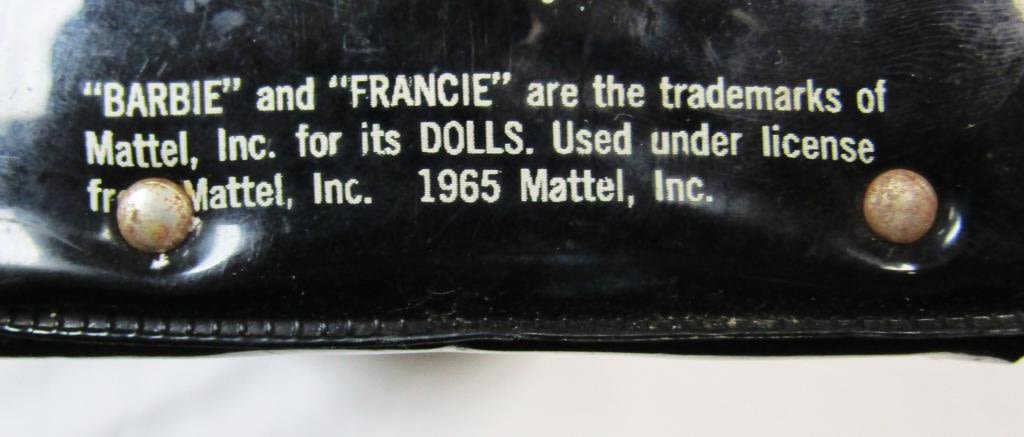 "BARBIE" and "FRANCIE" are the trademarks of
Mattel, Inc. for its DOLLS. Used under license
Mattel, Inc. 1965 Mattel, Inc.